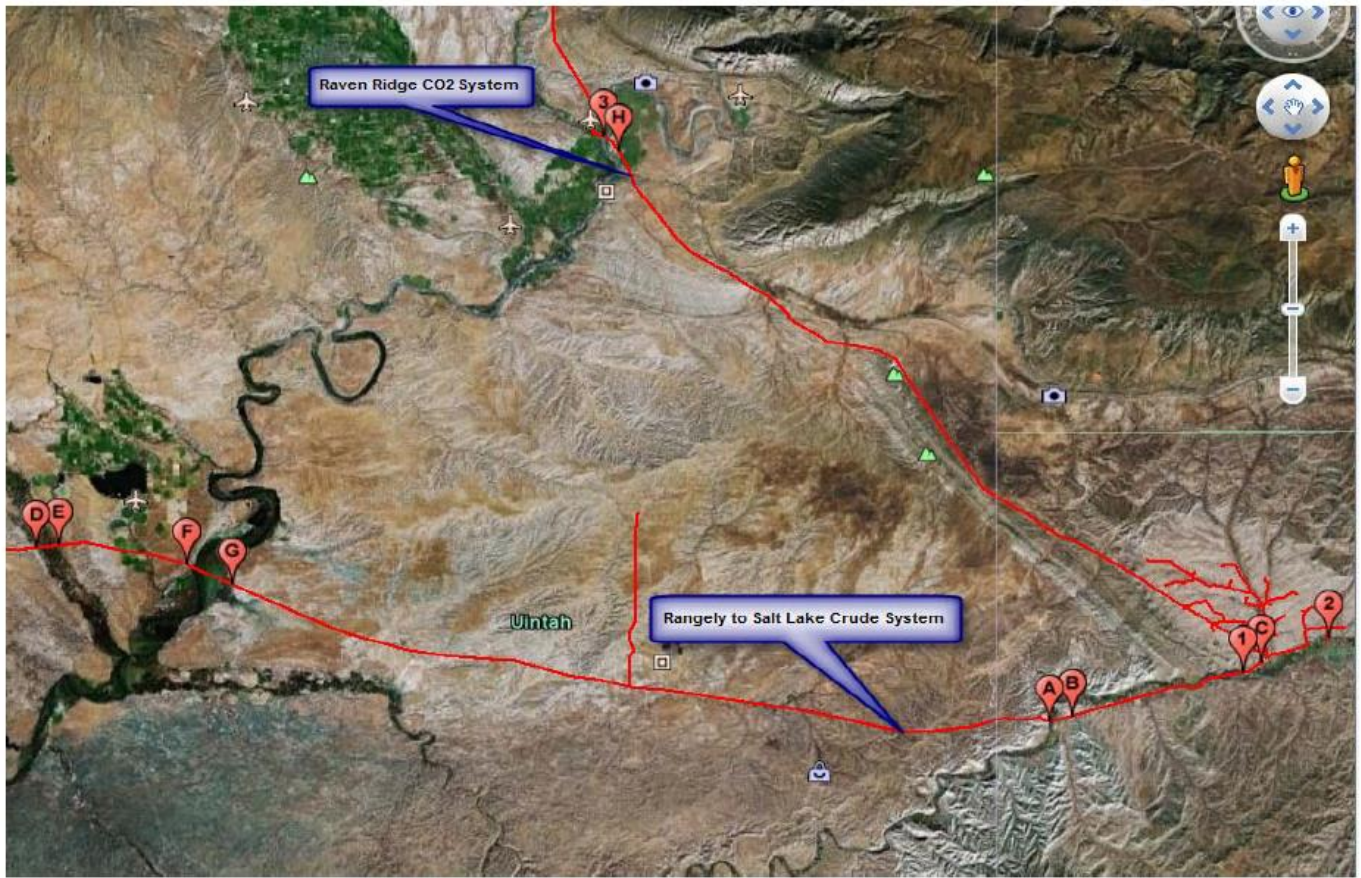 Raven Ridge CO2 System
3
H
D
E
F
G
Uintah
Rangely to Salt Lake Crude System
A
B
1
C
2
+
−
−